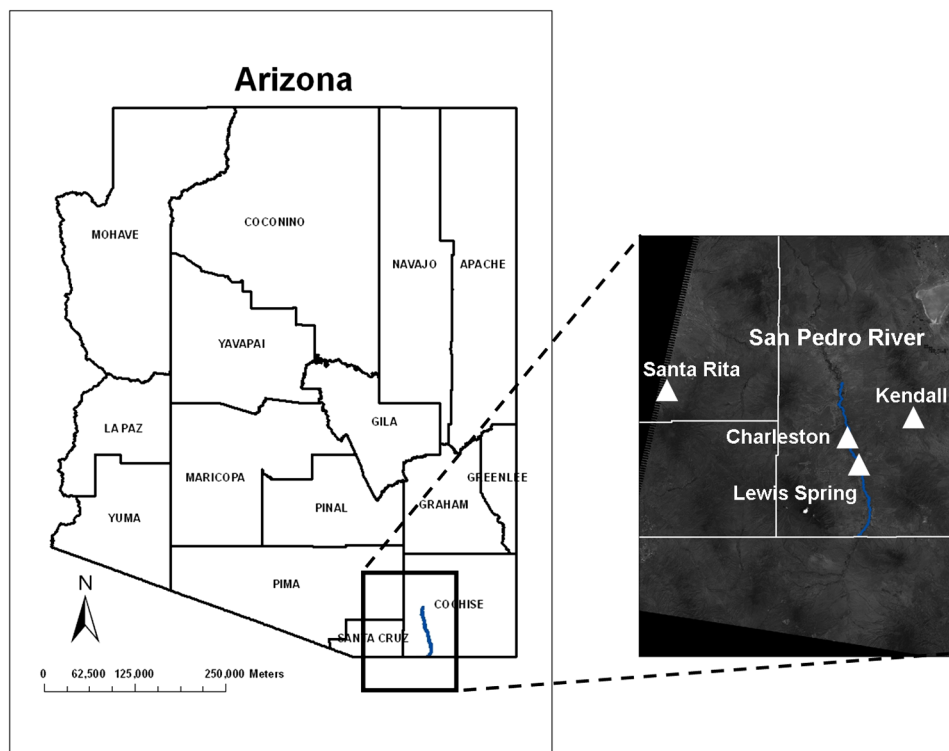 Arizona
MOHAVE
COCONINO
NAVAJO
APACHE
YAVAPAI
LA PAZ
GILA
MARICOPA
GREENLEE
PINAL
GRAHAM
YUMA
PIMA
COCHISE
SANTA CRUZ
N
0 62,500 125,000 250,000 Meters
San Pedro River
Santa Rita
Kendall
Charleston
Lewis Spring